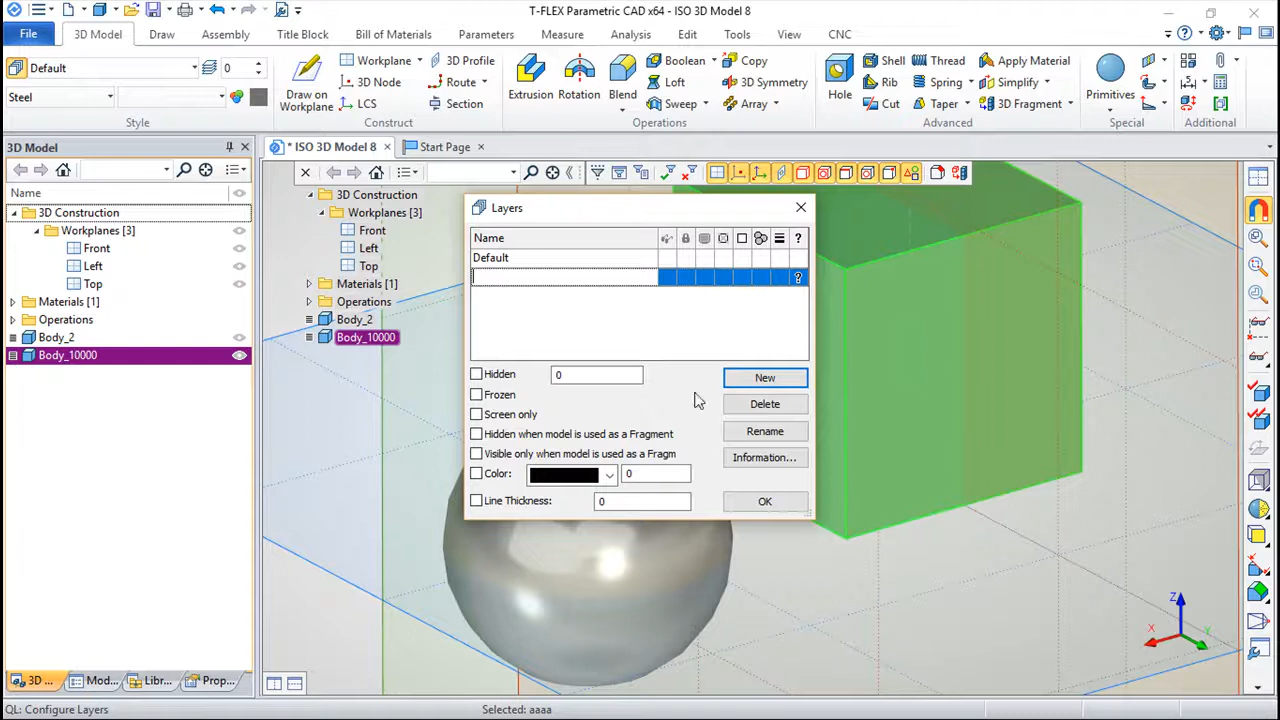 T-FLEX Parametric CAD x64 - ISO 3D Model 8
File
3D Model
Draw
Assembly
Title Block
Bill of Materials
Parameters
Measure
Analysis
Edit
Tools
View
CNC
Default
0
Steel
Style
Draw on
Workplane
Workplane
3D Node
LCS
3D Profile
Route
Section
Construct
Extrusion
Rotation
Blend
Boolean
Loft
Sweep
Copy
3D Symmetry
Array
Operations
Hole
Shell
Rib
Cut
Thread
Spring
Taper
Apply Material
Simplify
3D Fragment
Advanced
Primitives
Special
Additional
3D Model
* ISO 3D Model 8
Start Page
Name
3D Construction
Workplanes [3]
Front
Left
Top
Materials [1]
Operations
Body_2
Body_10000
3D Construction
Workplanes [3]
Front
Left
Top
Materials [1]
Operations
Body_2
Body_10000
Layers
Name
?
Default
?
Hidden
0
New
Frozen
Delete
Screen only
Hidden when model is used as a Fragment
Rename
Visible only when model is used as a Fragm
Information...
Color:
0
Line Thickness:
0
OK
Z
X
Y
3D ...
Mod...
Libr...
Prop...
QL: Configure Layers
Selected: aaaa